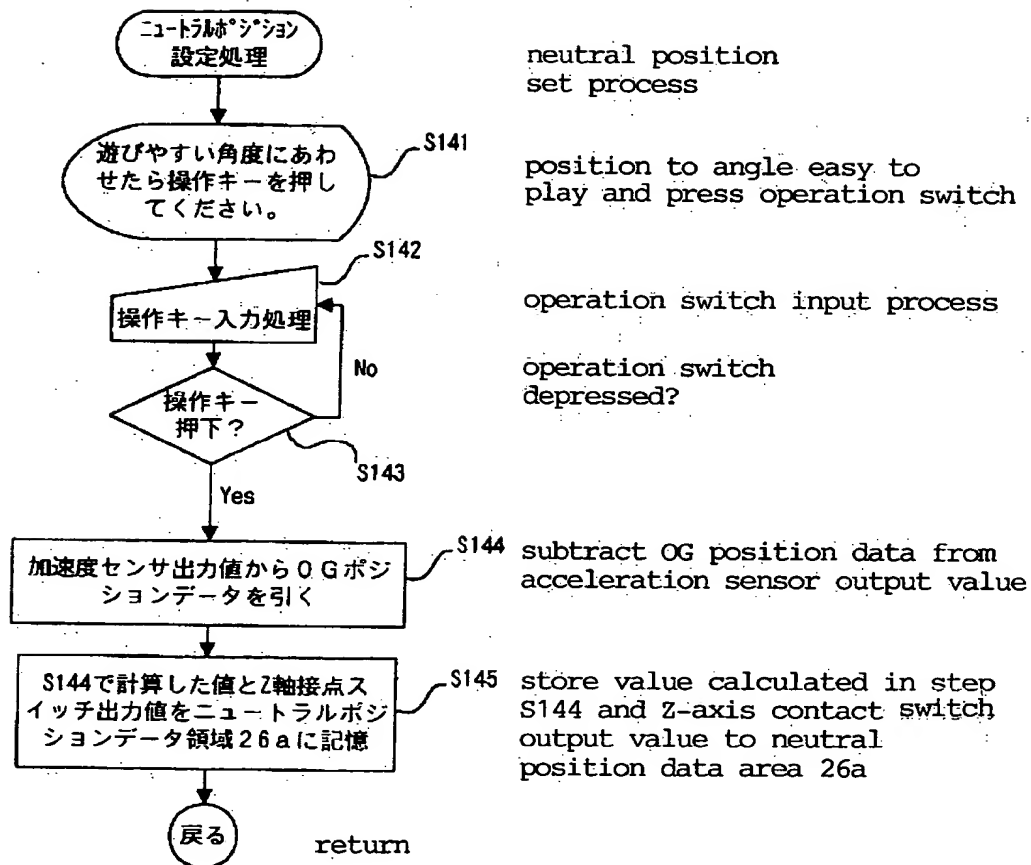 ニュートラルポジション
設定処理
neutral position
set process
遊びやすい角度にあわ
せたら操作キーを押し
てください。
S141
position to angle easy to
play and press operation switch
S142
操作キー入力処理
operation switch input process
No
操作キー
押下？
S143
operation switch
depressed?
Yes
加速度センサ出力値から０Ｇポジ
ションデータを引く
S144
subtract OG position data from
acceleration sensor output value
S144で計算した値とZ軸接点ス
イッチ出力値をニュートラルポジ
ションデータ領域26aに記憶
S145
store value calculated in step
S144 and Z-axis contact switch
output value to neutral
position data area 26a
戻る
return